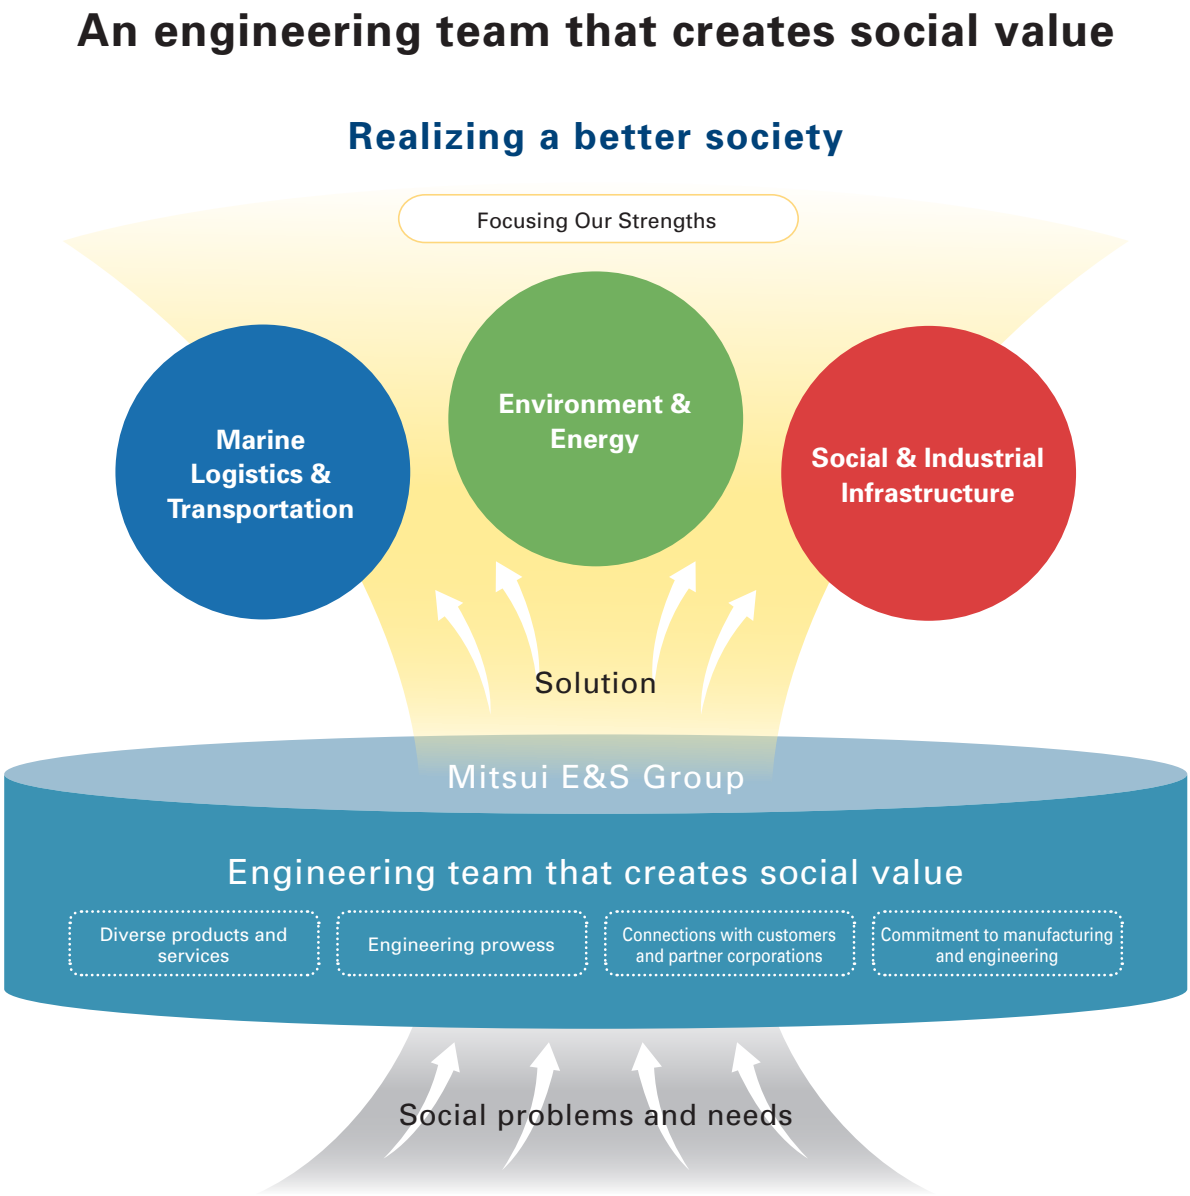 An engineering team that creates social value
Realizing a better society
Focusing Our Strengths
Marine
Logistics &
Transportation
Environment &
Energy
Social & Industrial
Infrastructure
Solution
Mitsui E&S Group
Engineering team that creates social value
Diverse products and
services
Engineering prowess
Connections with customers
and partner corporations
Commitment to manufacturing
and engineering
Social problems and needs